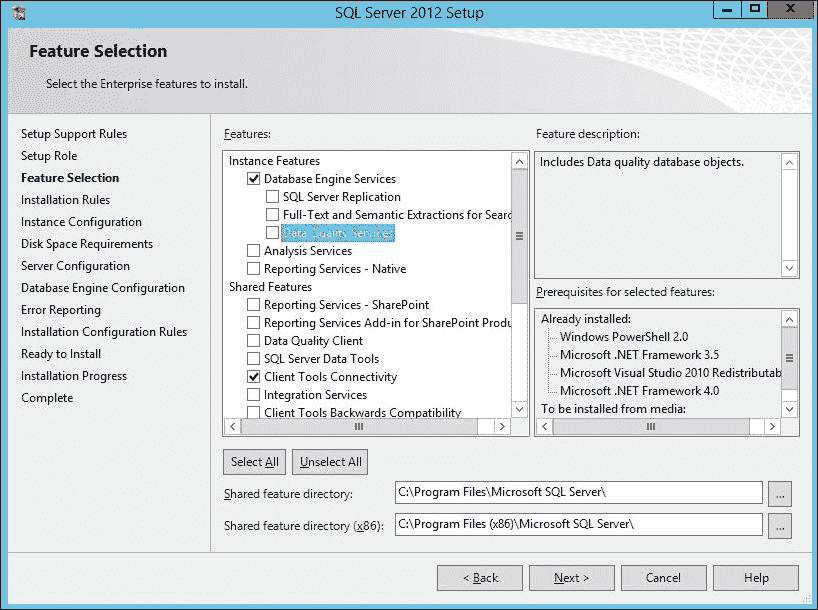 SQL Server 2012 Setup
Feature Selection
Select the Enterprise features to install.
Setup Support Rules
Setup Role
Feature Selection
Installation Rules
Instance Configuration
Disk Space Requirements
Server Configuration
Database Engine Configuration
Error Reporting
Installation Configuration Rules
Ready to Install
Installation Progress
Complete
Features:
Instance Features
Database Engine Services
SQL Server Replication
Full-Text and Semantic Extractions for Searc
Data Quality Services
Analysis Services
Reporting Services - Native
Shared Features
Reporting Services - SharePoint
Reporting Services Add-in for SharePoint Produ
Data Quality Client
SQL Server Data Tools
Client Tools Connectivity
Integration Services
Client Tools Backwards Compatibility
Feature description:
Includes Data quality database objects.
Prerequisites for selected features:
Already installed:
Windows PowerShell 2.0
Microsoft .NET Framework 3.5
Microsoft Visual Studio 2010 Redistributab
Microsoft .NET Framework 4.0
To be installed from media:
Select All
Unselect All
Shared feature directory:
C:\Program Files\Microsoft SQL Server\
...
Shared feature directory (x86):
C:\Program Files (x86)\Microsoft SQL Server\
...
< Back
Next >
Cancel
Help